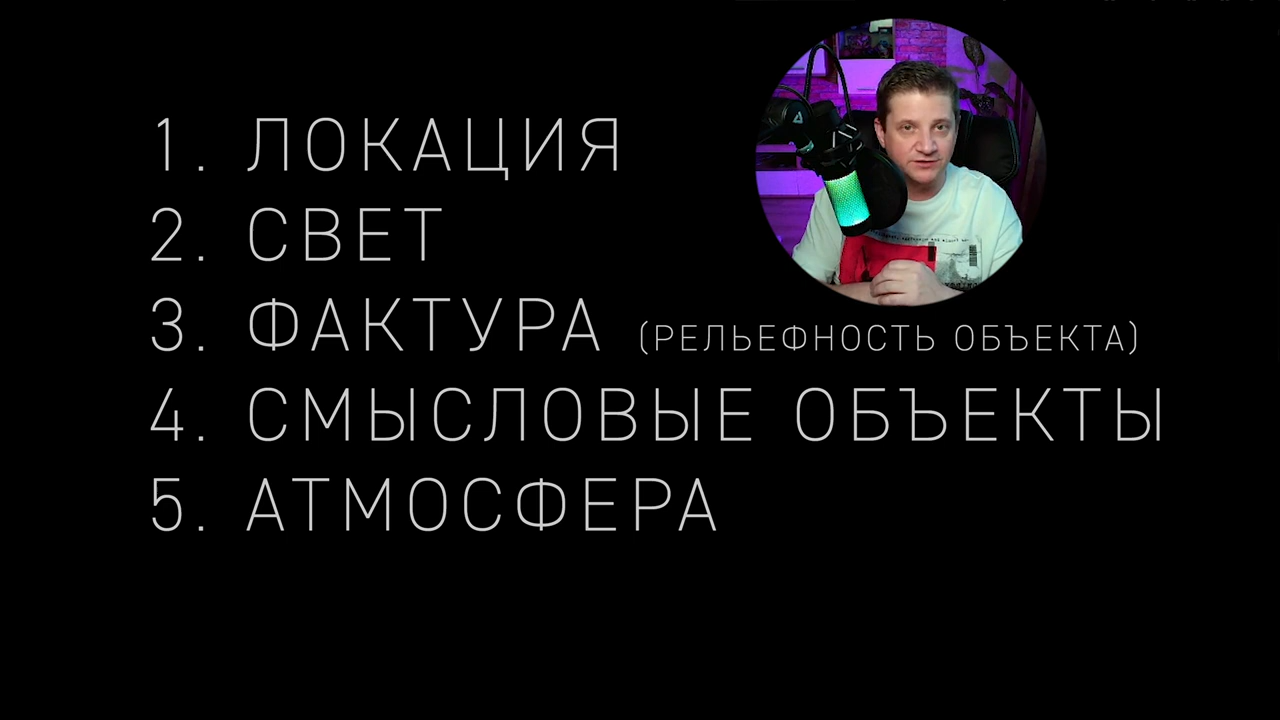 1. ЛОКАЦИЯ
2. СВЕТ
3. ФАКТУРА (РЕЛЬЕФНОСТЬ ОБЪЕКТА)
4. СМЫСЛОВЫЕ ОБЪЕКТЫ
5. АТМОСФЕРА